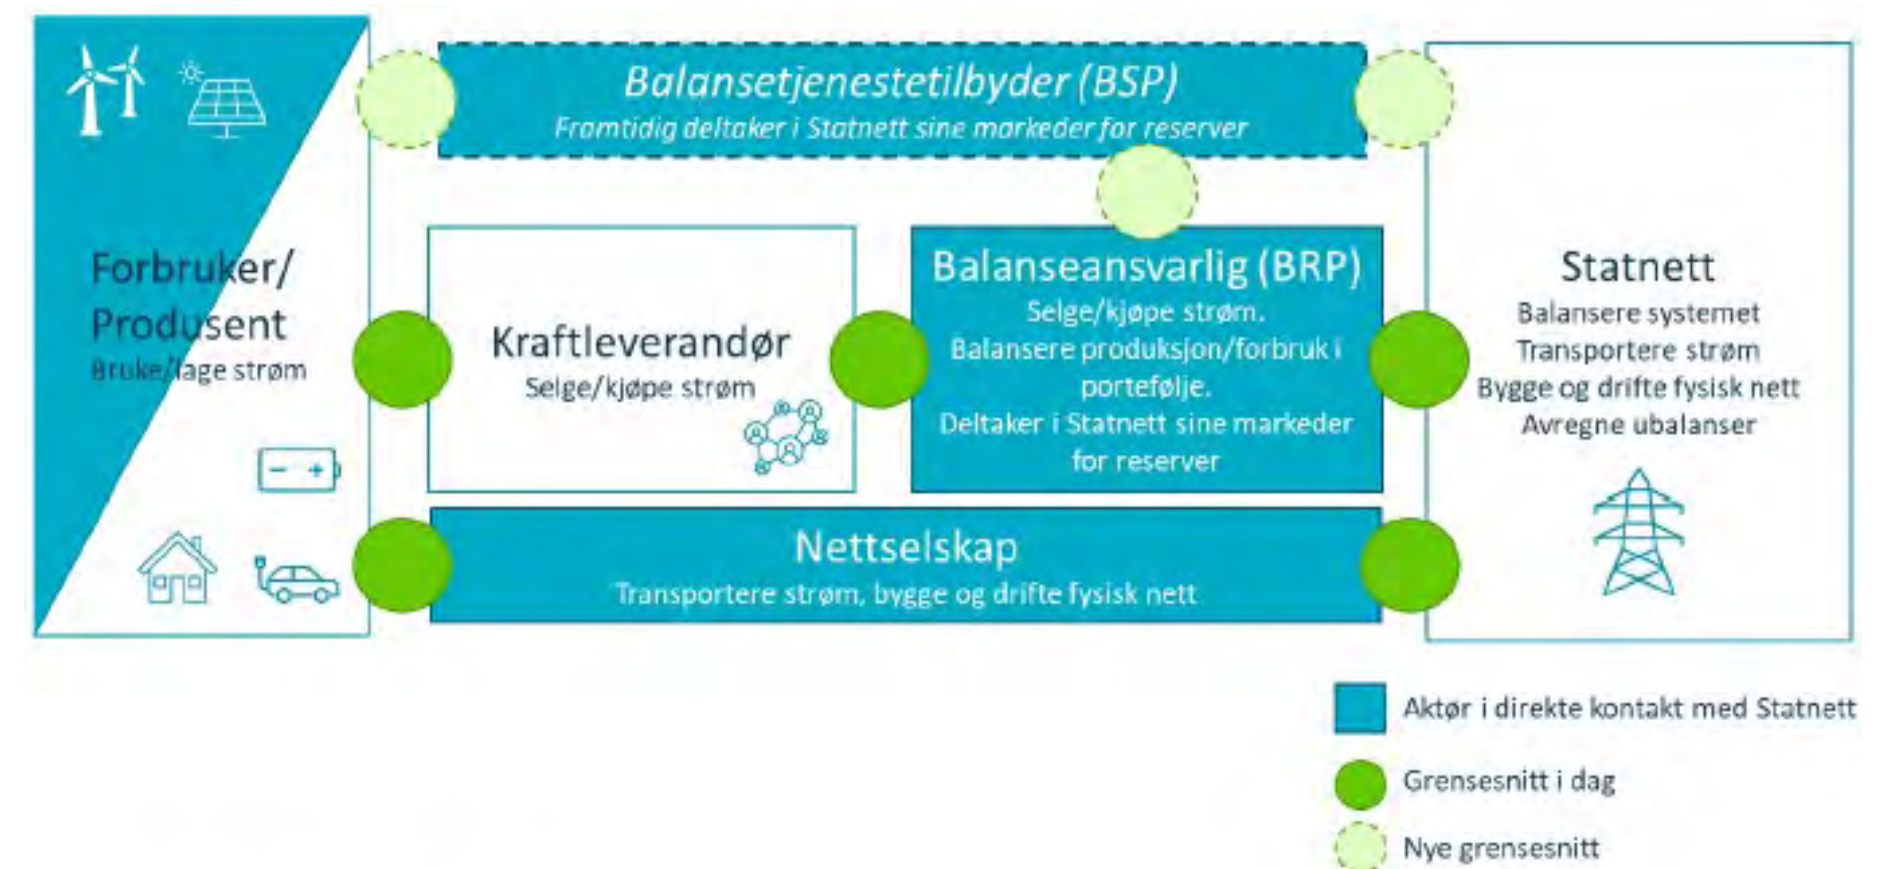 Balansetjenestetilbyder (BSP)
Framtidig deltaker i Statnett sine markeder for reserver
Forbruker/
Produsent
Bruke/lage strøm
Kraftleverandør
Selge/kjøpe strøm
Balanseansvarlig (BRP)
Selge/kjøpe strøm.
Balansere produksjon/forbruk i
portefølje.
Deltaker i Statnett sine markeder
for reserver
Statnett
Balansere systemet
Transportere strøm
Bygge og drifte fysisk nett
Avregne ubalanser
Nettselskap
Transportere strøm, bygge og drifte fysisk nett
Aktør i direkte kontakt med Statnett
Grensesnitt i dag
Nye grensesnitt